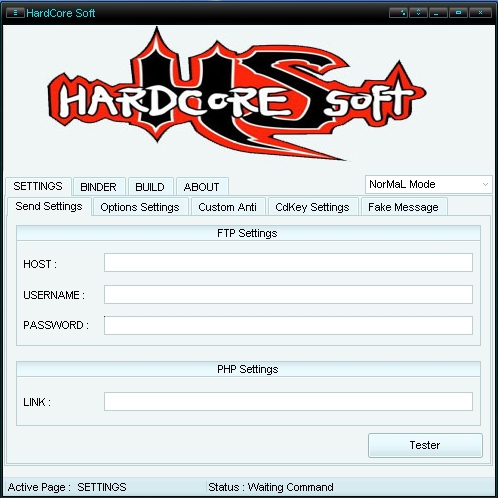 HardCore Soft
HARDCORE SOFT
HS
SETTINGS BINDER BUILD ABOUT NorMaL Mode
Send Settings Options Settings Custom Anti CdKey Settings Fake Message
FTP Settings
HOST :
USERNAME :
PASSWORD :
PHP Settings
LINK :
Tester
Active Page : SETTINGS Status : Waiting Command